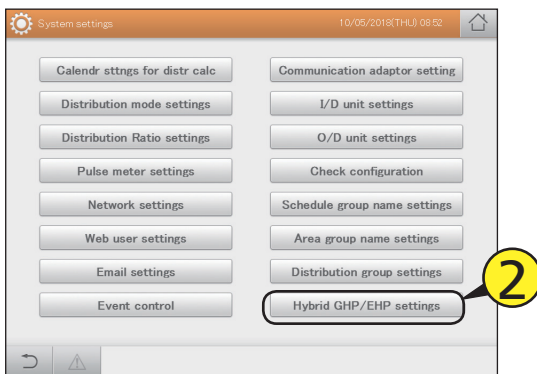 System settings 10/05/2018(THU) 08:52
Calendr sttngs for distr calc Communication adaptor setting
Distribution mode settings I/D unit settings
Distribution Ratio settings O/D unit settings
Pulse meter settings Check configuration
Network settings Schedule group name settings
Web user settings Area group name settings
Email settings Distribution group settings
Event control Hybrid GHP/EHP settings
2